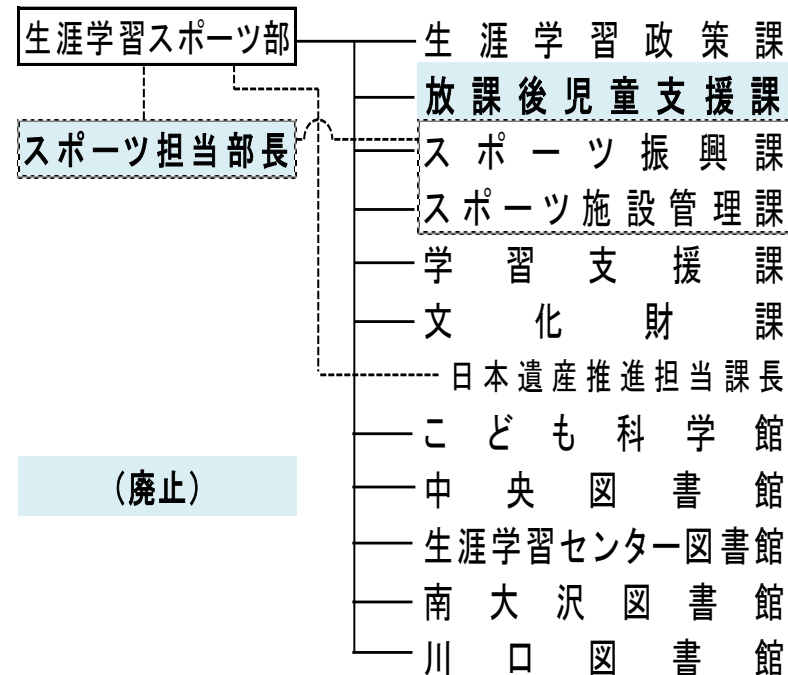 生涯学習スポーツ部
生涯学習政策課
放課後児童支援課
スポーツ担当部長
スポーツ振興課
スポーツ施設管理課
学習支援課
文化財課
日本遺産推進担当課長
こども科学館
（廃止）
中央図書館
生涯学習センター図書館
南大沢図書館
川口図書館